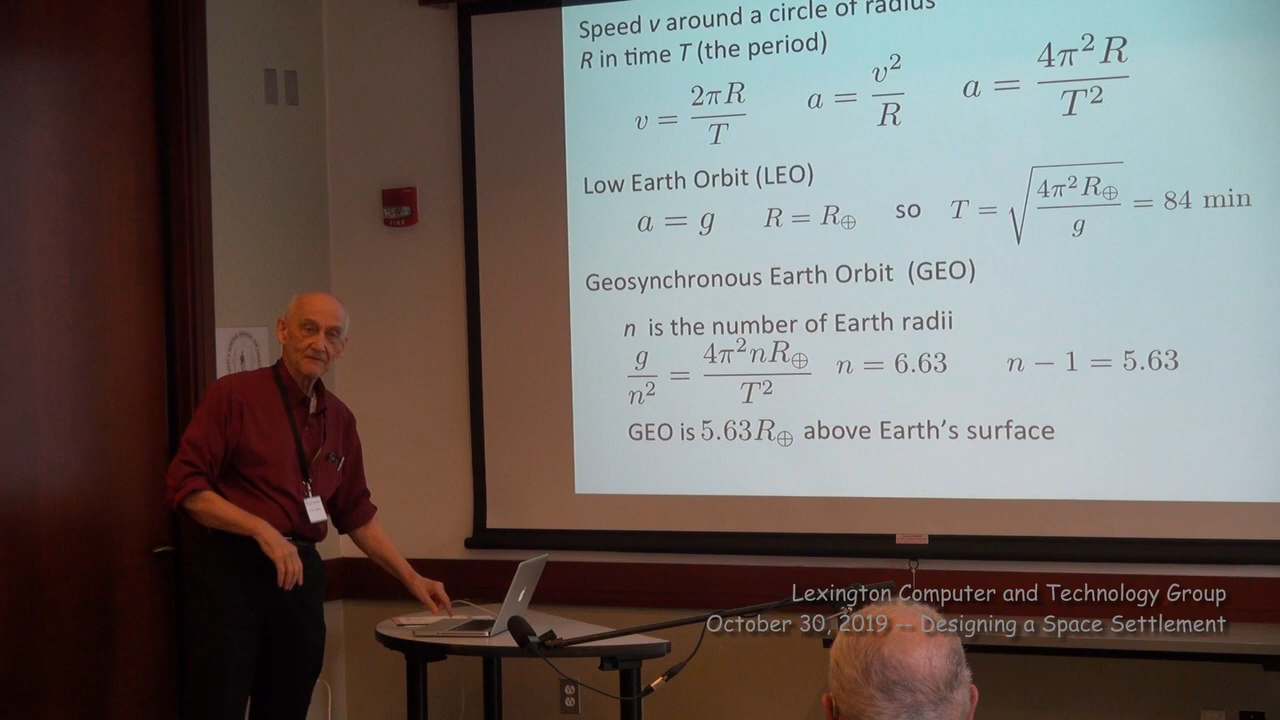 Speed v around a circle of radius
R in time T (the period)
v = 2πR/T   a = v²/R   a = 4π²R/T²
Low Earth Orbit (LEO)
a = g   R = R⊕   so   T = √(4π²R⊕/g) = 84 min
Geosynchronous Earth Orbit (GEO)
n is the number of Earth radii
g/n² = 4π²nR⊕/T²   n = 6.63   n − 1 = 5.63
GEO is 5.63R⊕ above Earth's surface
FIRE
Lexington Computer and Technology Group
October 30, 2019 -- Designing a Space Settlement